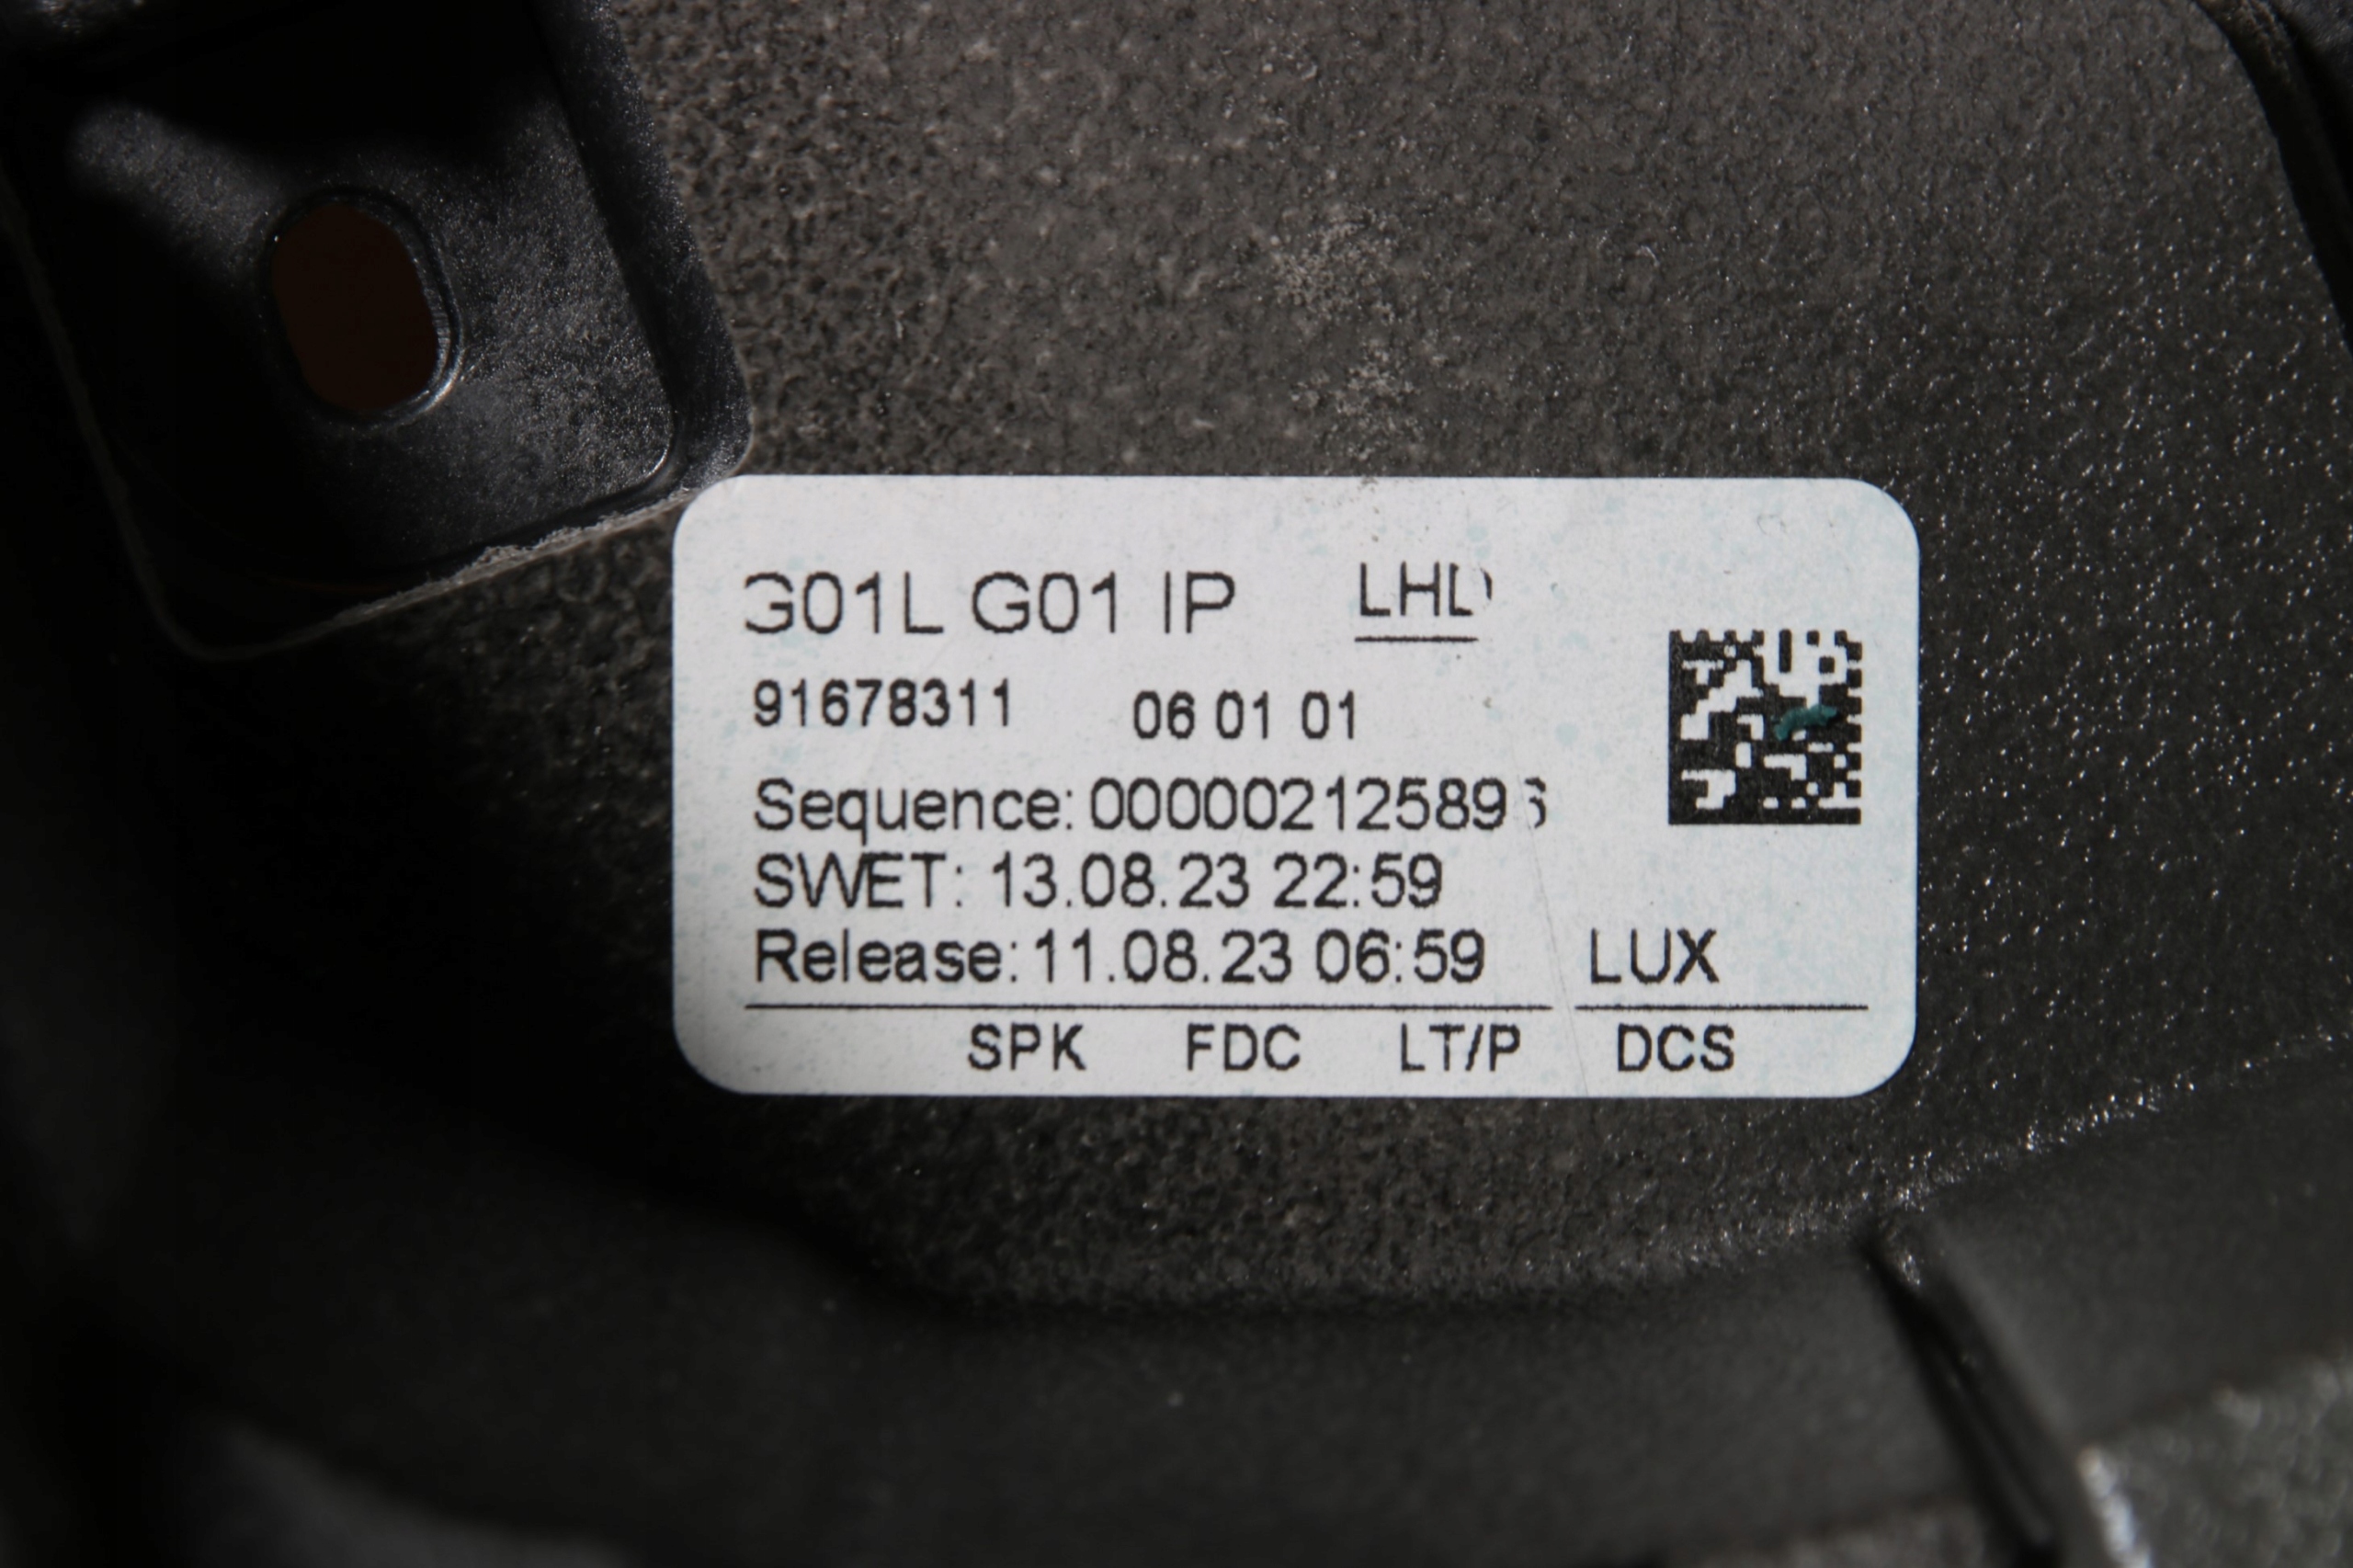 G01L G01 IP LHD
91678311 06 01 01
Sequence: 000002125896
SWET: 13.08.23 22:59
Release: 11.08.23 06:59 LUX
SPK FDC LT/P DCS